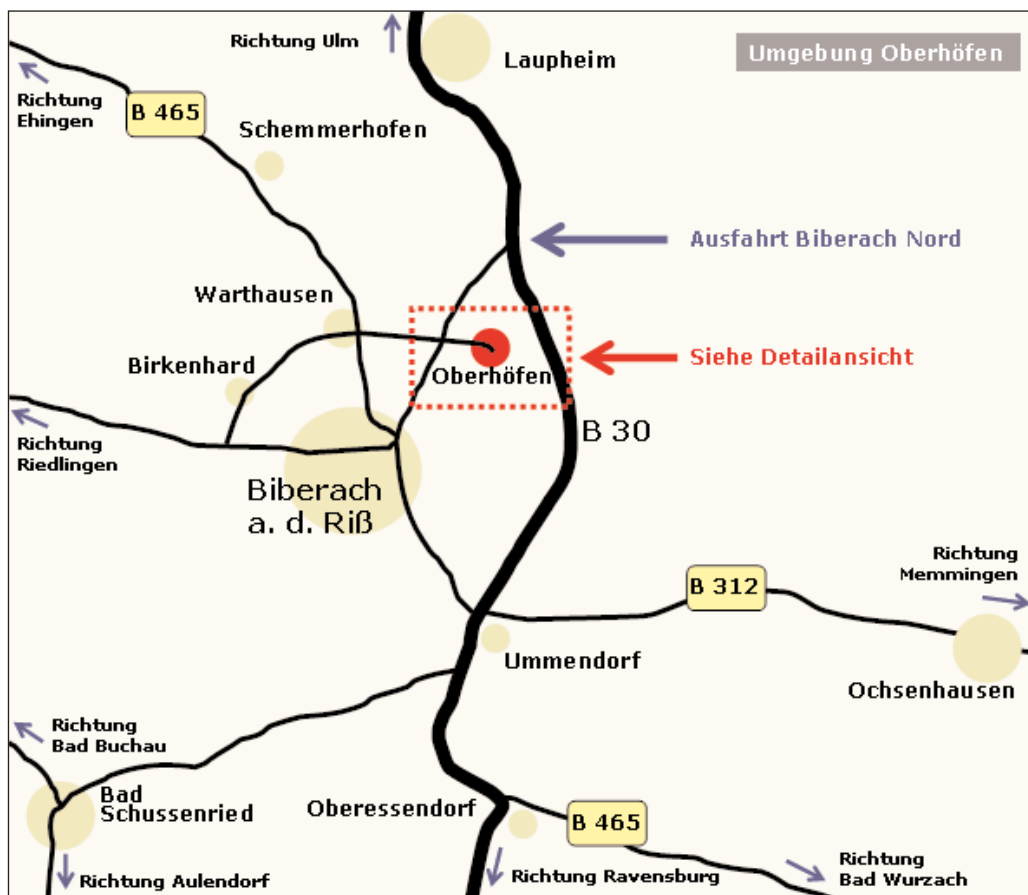 Richtung Ulm
Laupheim
Umgebung Oberhöfen
Richtung
Ehingen
B 465
Schemmerhofen
Ausfahrt Biberach Nord
Warthausen
Siehe Detailansicht
Birkenhard
Oberhöfen
B 30
Richtung
Riedlingen
Biberach
a. d. Riß
Richtung
Memmingen
B 312
Ummendorf
Ochsenhausen
Richtung
Bad Buchau
Bad
Schussenried
Oberessendorf
B 465
Richtung Aulendorf
Richtung Ravensburg
Richtung
Bad Wurzach